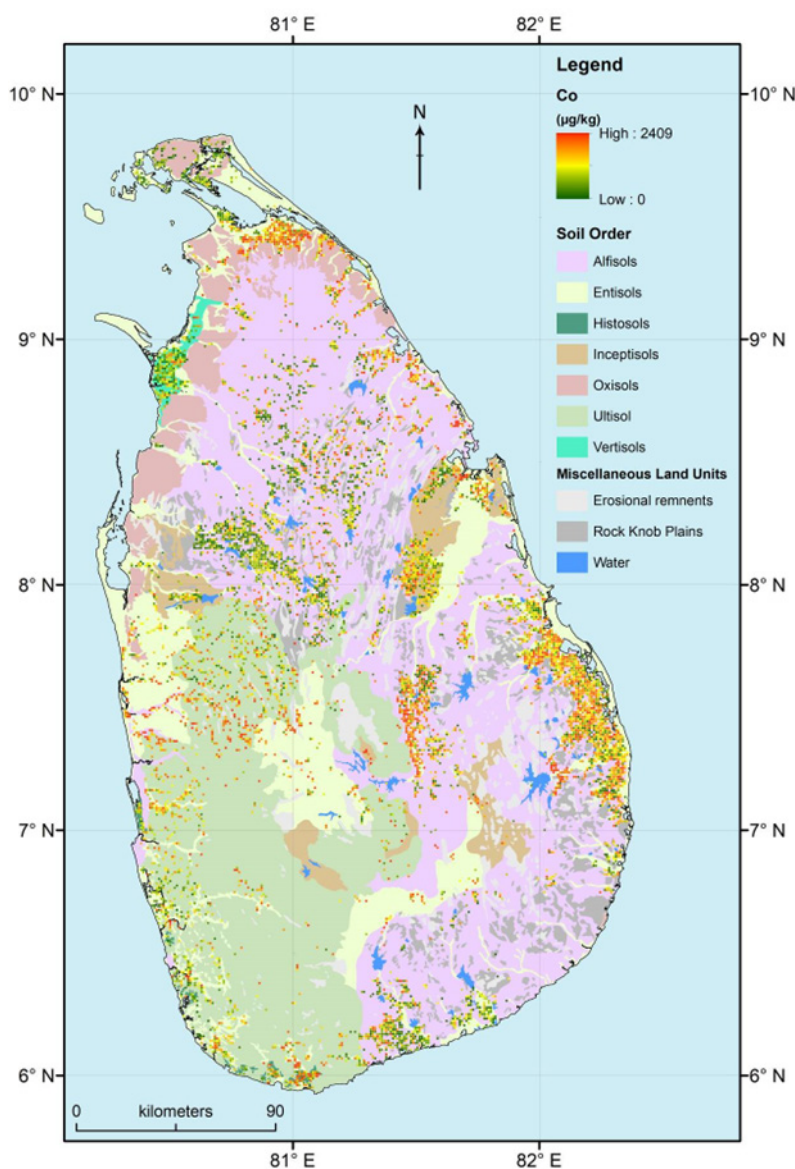 81° E
82° E
10° N
10° N
9° N
9° N
8° N
8° N
7° N
7° N
6° N
6° N
N
Legend
Co
(µg/kg)
High : 2409
Low : 0
Soil Order
Alfisols
Entisols
Histosols
Inceptisols
Oxisols
Ultisol
Vertisols
Miscellaneous Land Units
Erosional remnants
Rock Knob Plains
Water
0 kilometers 90
81° E
82° E